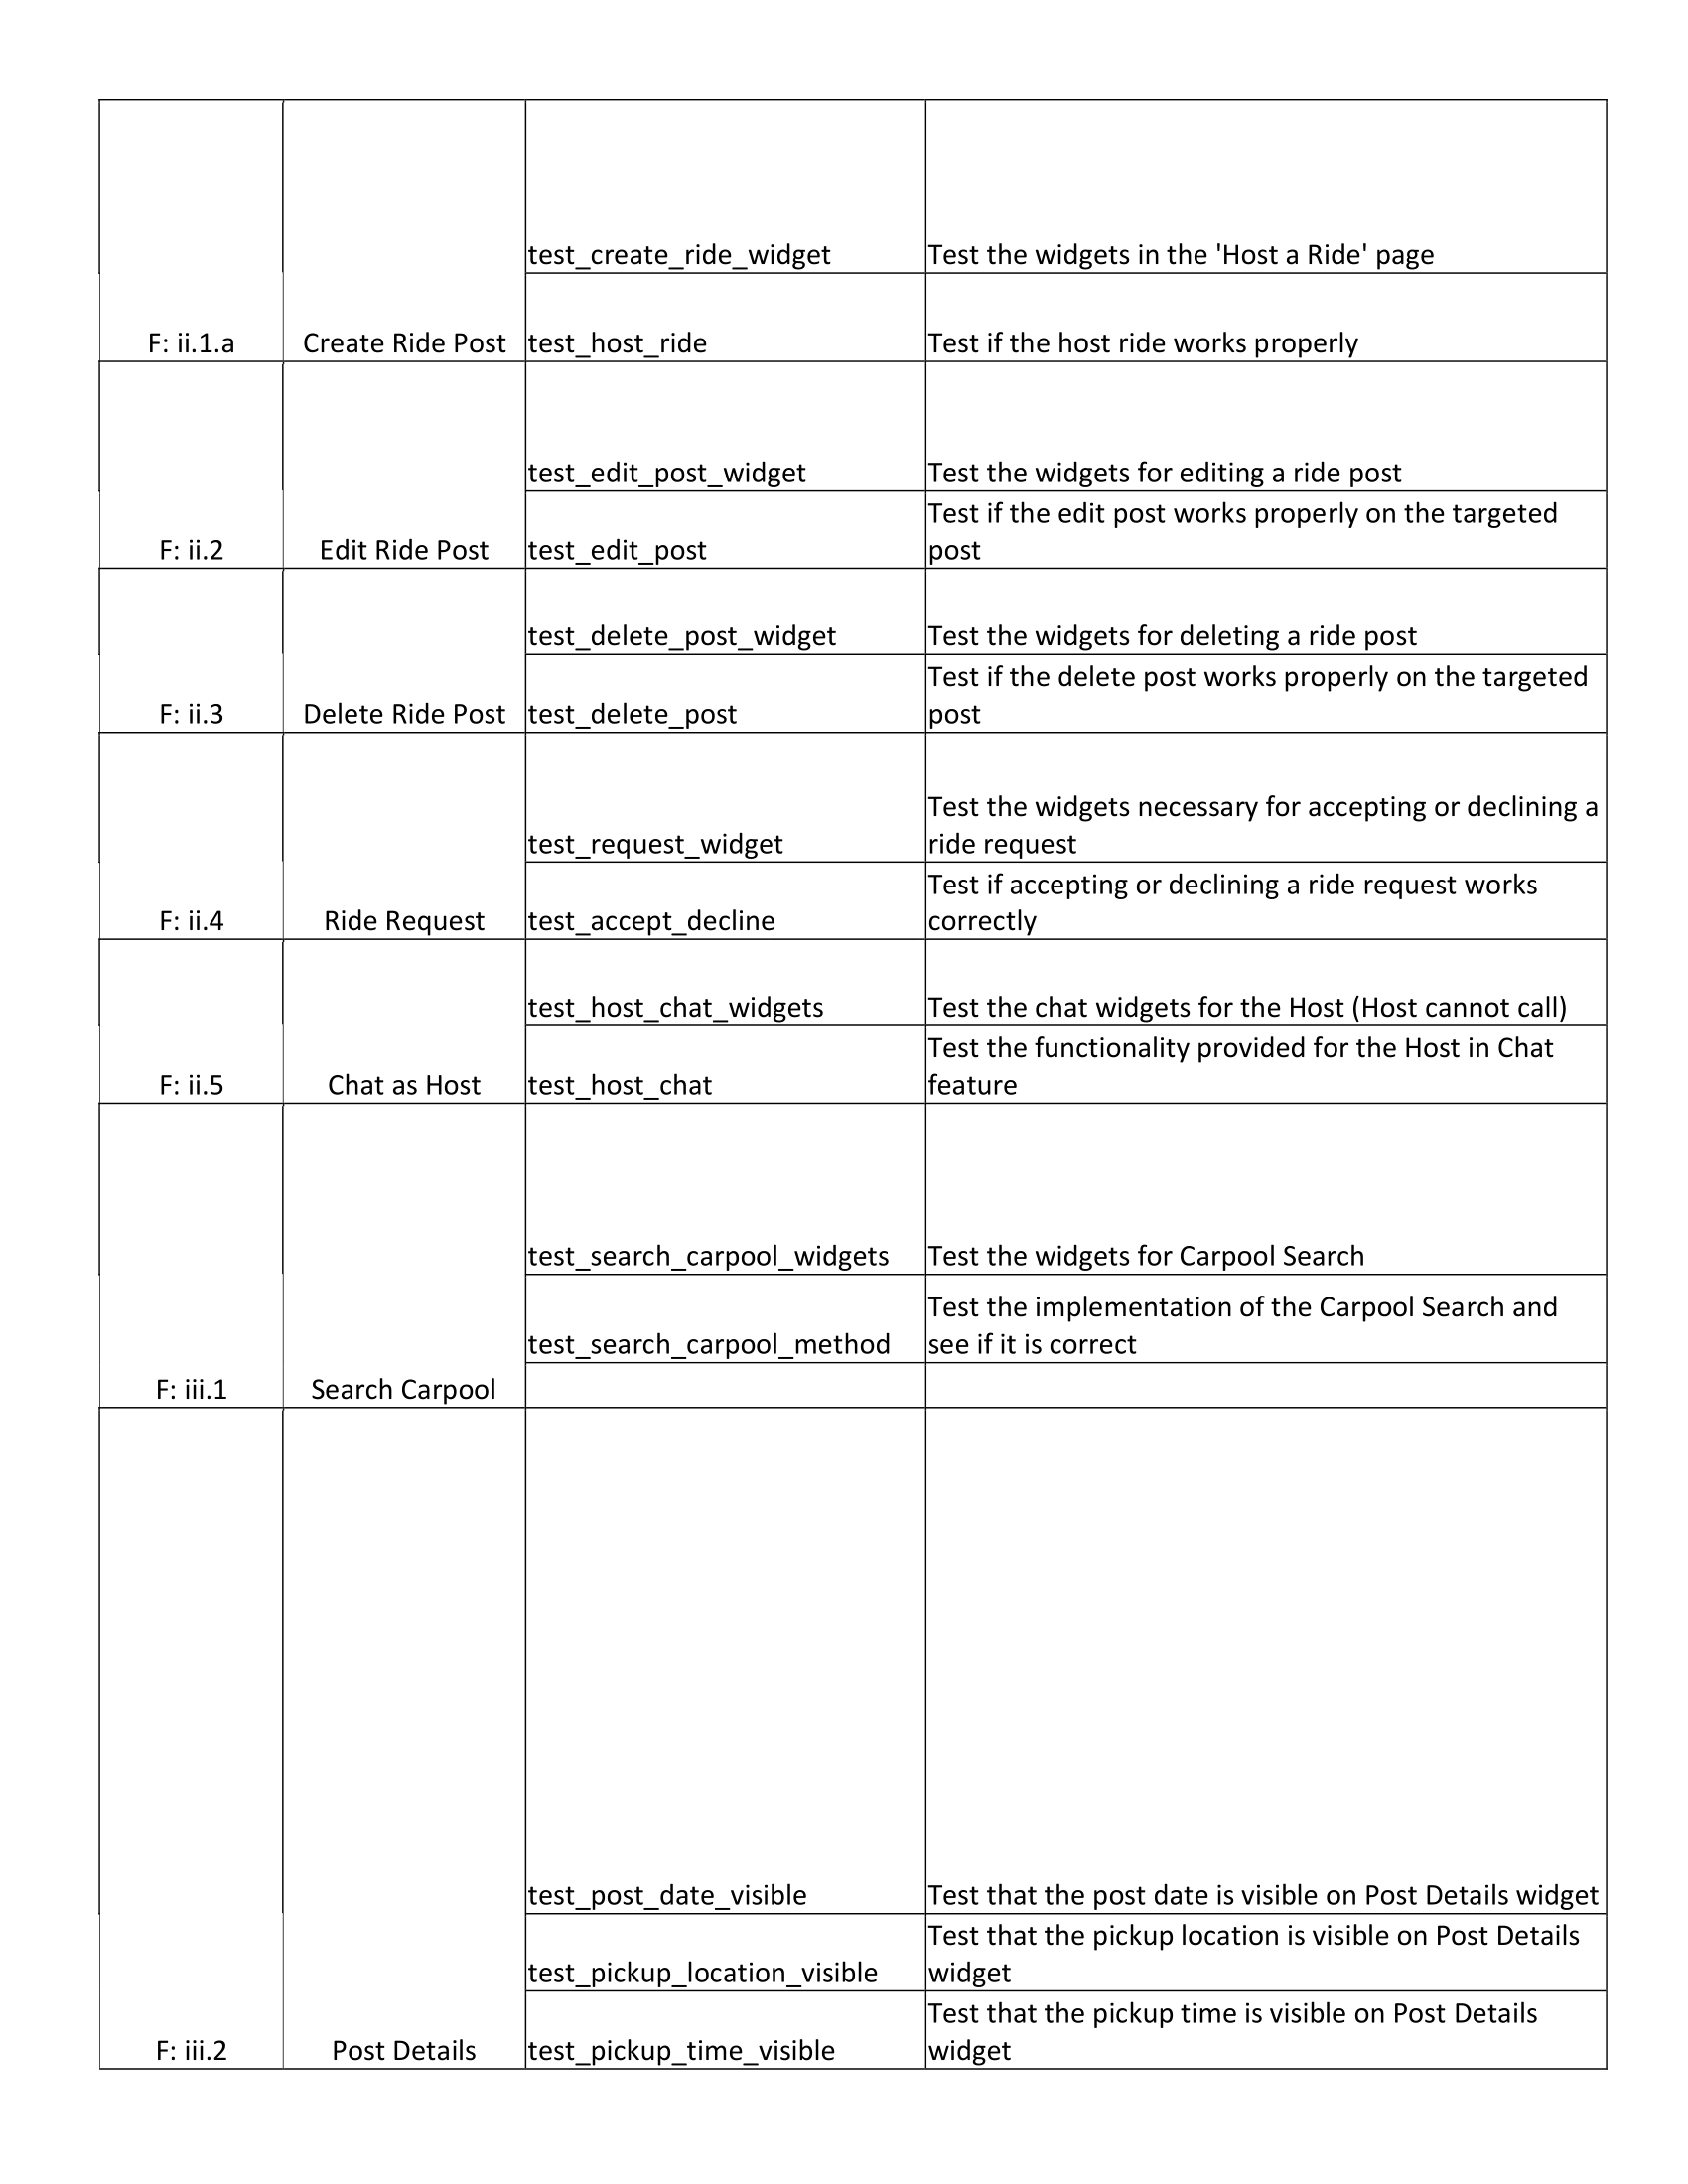 test_create_ride_widget Test the widgets in the 'Host a Ride' page
F: ii.1.a Create Ride Post test_host_ride Test if the host ride works properly
test_edit_post_widget Test the widgets for editing a ride post
Test if the edit post works properly on the targeted
F: ii.2 Edit Ride Post test_edit_post post
test_delete_post_widget Test the widgets for deleting a ride post
Test if the delete post works properly on the targeted
F: ii.3 Delete Ride Post test_delete_post post
Test the widgets necessary for accepting or declining a
test_request_widget ride request
Test if accepting or declining a ride request works
F: ii.4 Ride Request test_accept_decline correctly
test_host_chat_widgets Test the chat widgets for the Host (Host cannot call)
Test the functionality provided for the Host in Chat
F: ii.5 Chat as Host test_host_chat feature
test_search_carpool_widgets Test the widgets for Carpool Search
Test the implementation of the Carpool Search and
test_search_carpool_method see if it is correct
F: iii.1 Search Carpool
test_post_date_visible Test that the post date is visible on Post Details widget
Test that the pickup location is visible on Post Details
test_pickup_location_visible widget
Test that the pickup time is visible on Post Details
F: iii.2 Post Details test_pickup_time_visible widget